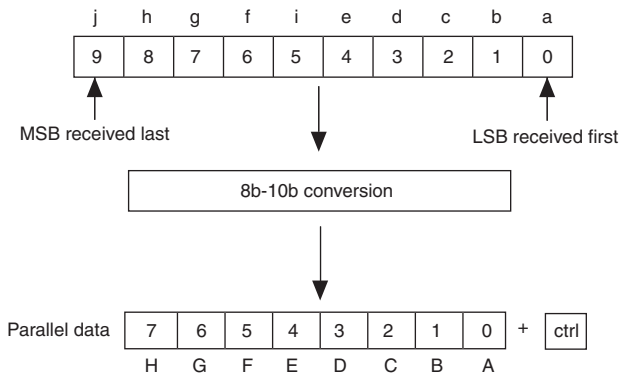 j h g f i e d c b a
9 8 7 6 5 4 3 2 1 0
MSB received last LSB received first
8b-10b conversion
Parallel data 7 6 5 4 3 2 1 0 + ctrl
H G F E D C B A